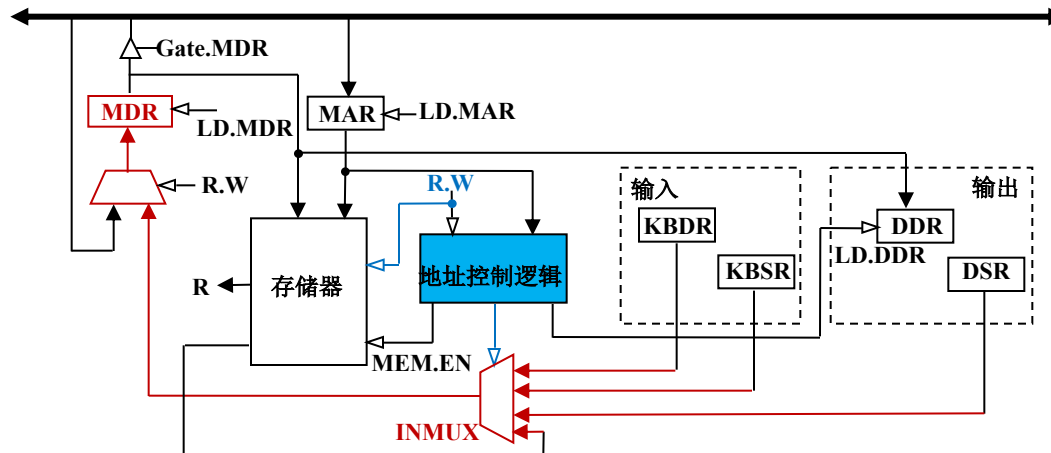 Gate.MDR
MDR
LD.MDR
MAR
LD.MAR
R.W
R.W
输入
输出
KBDR
DDR
LD.DDR
KBSR
DSR
地址控制逻辑
存储器
R
MEM.EN
INMUX